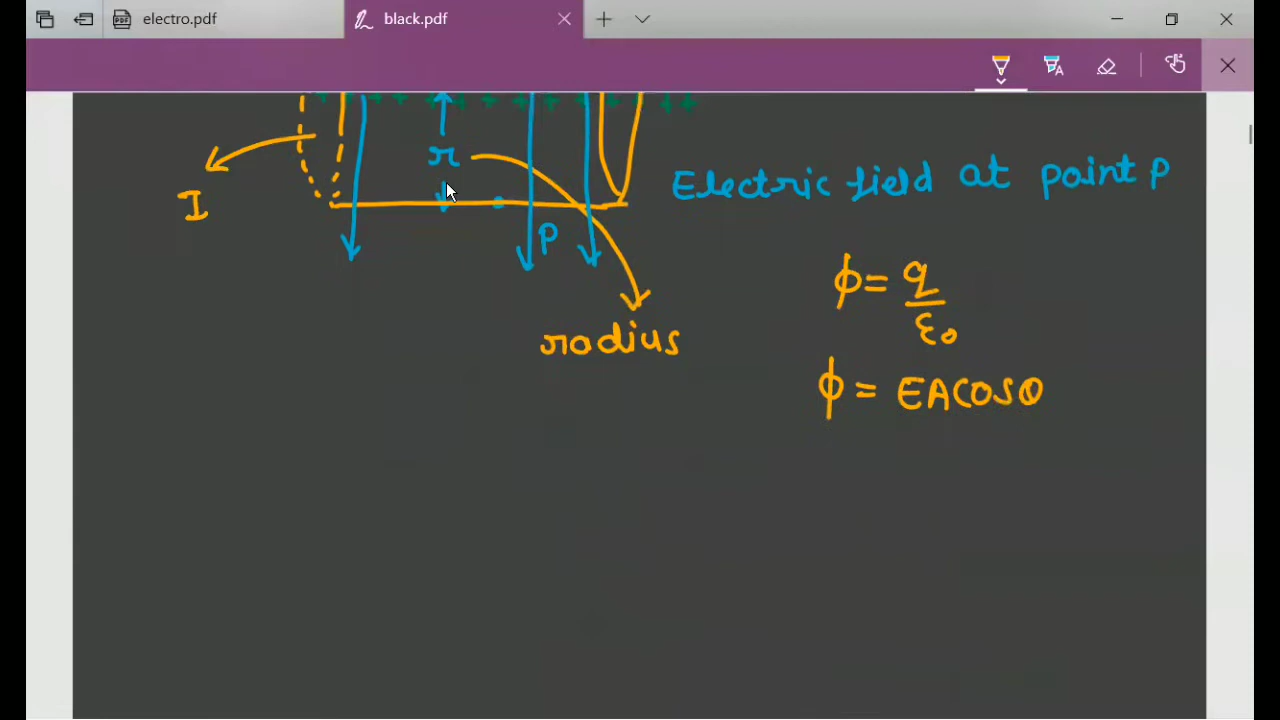 electro.pdf
black.pdf
r
I
Electric field at point P
P
ϕ = q/ε₀
radius
ϕ = EACOSθ